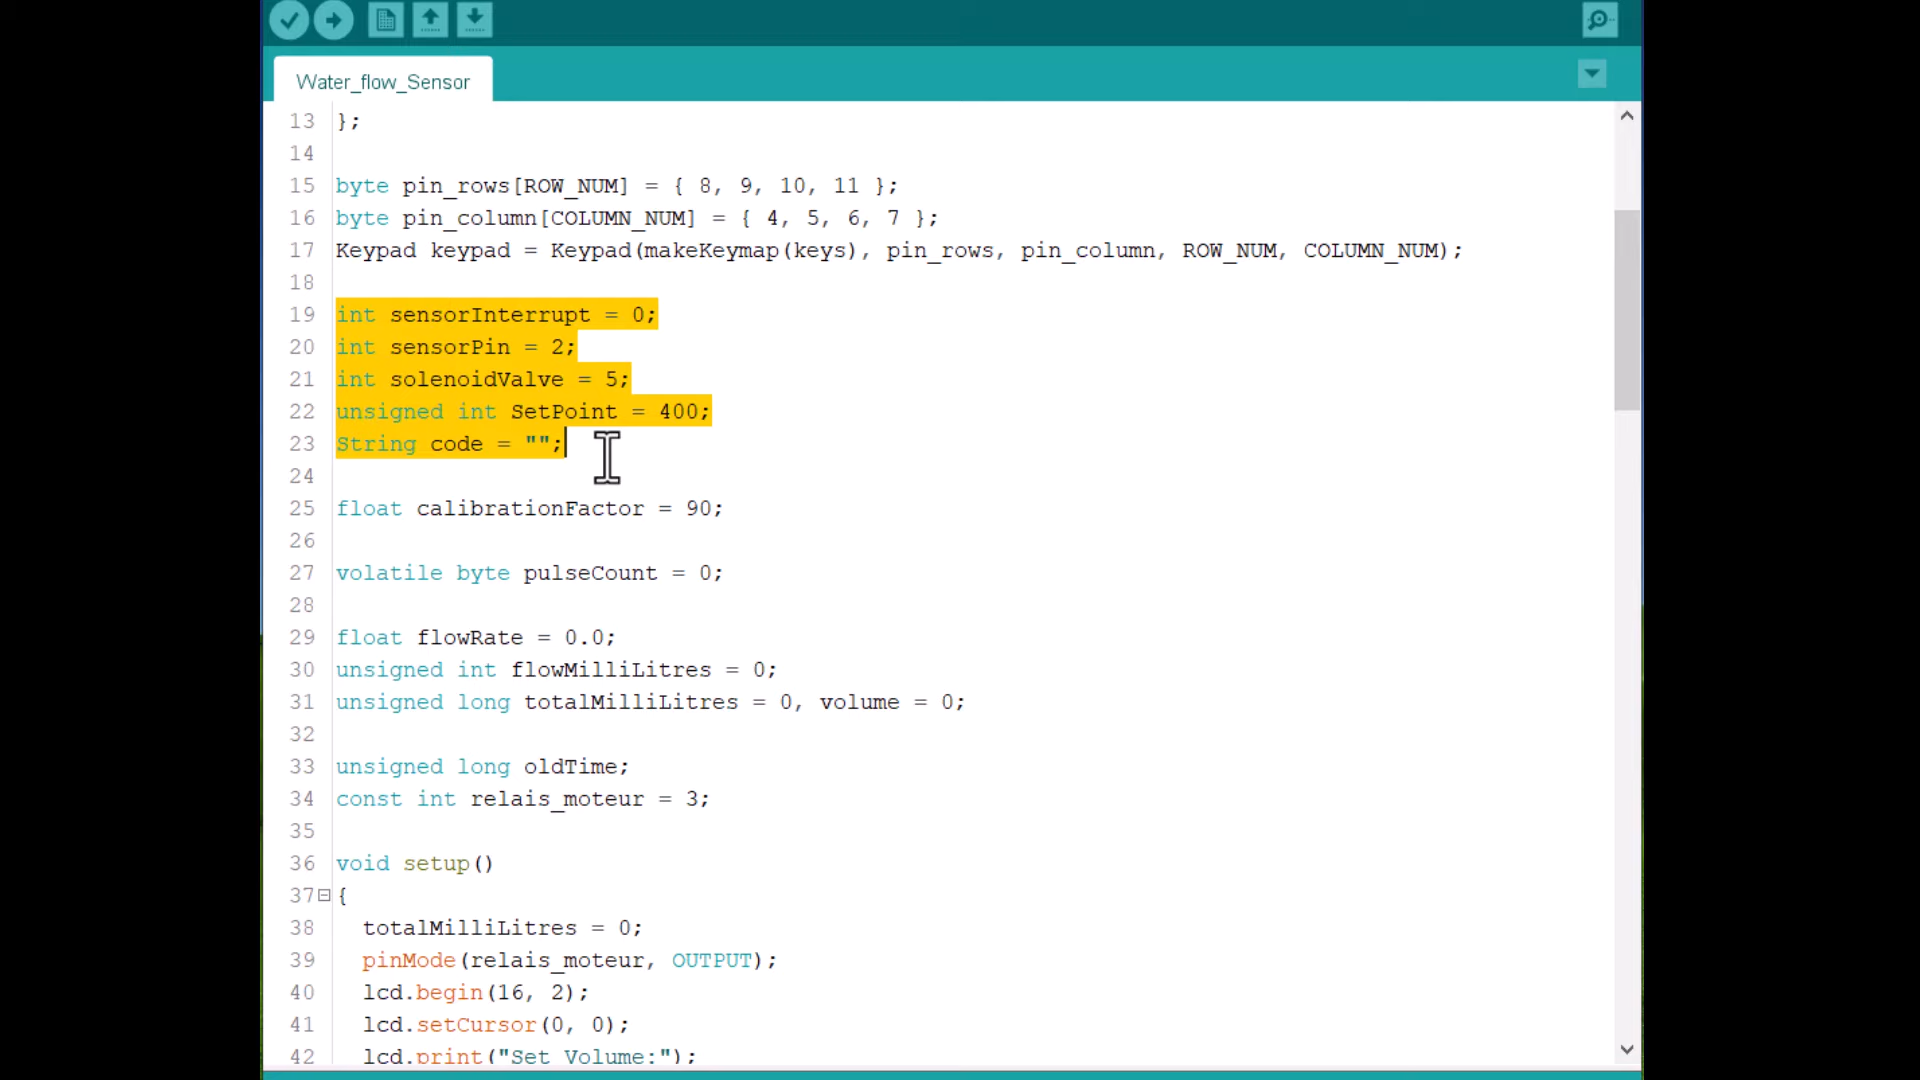 Water_flow_Sensor
13 };
14
15 byte pin_rows[ROW_NUM] = { 8, 9, 10, 11 };
16 byte pin_column[COLUMN_NUM] = { 4, 5, 6, 7 };
17 Keypad keypad = Keypad(makeKeymap(keys), pin_rows, pin_column, ROW_NUM, COLUMN_NUM);
18
19 int sensorInterrupt = 0;
20 int sensorPin = 2;
21 int solenoidValve = 5;
22 unsigned int SetPoint = 400;
23 String code = "";
24
25 float calibrationFactor = 90;
26
27 volatile byte pulseCount = 0;
28
29 float flowRate = 0.0;
30 unsigned int flowMilliLitres = 0;
31 unsigned long totalMilliLitres = 0, volume = 0;
32
33 unsigned long oldTime;
34 const int relais_moteur = 3;
35
36 void setup()
37 {
38   totalMilliLitres = 0;
39   pinMode(relais_moteur, OUTPUT);
40   lcd.begin(16, 2);
41   lcd.setCursor(0, 0);
42   lcd.print("Set Volume:");